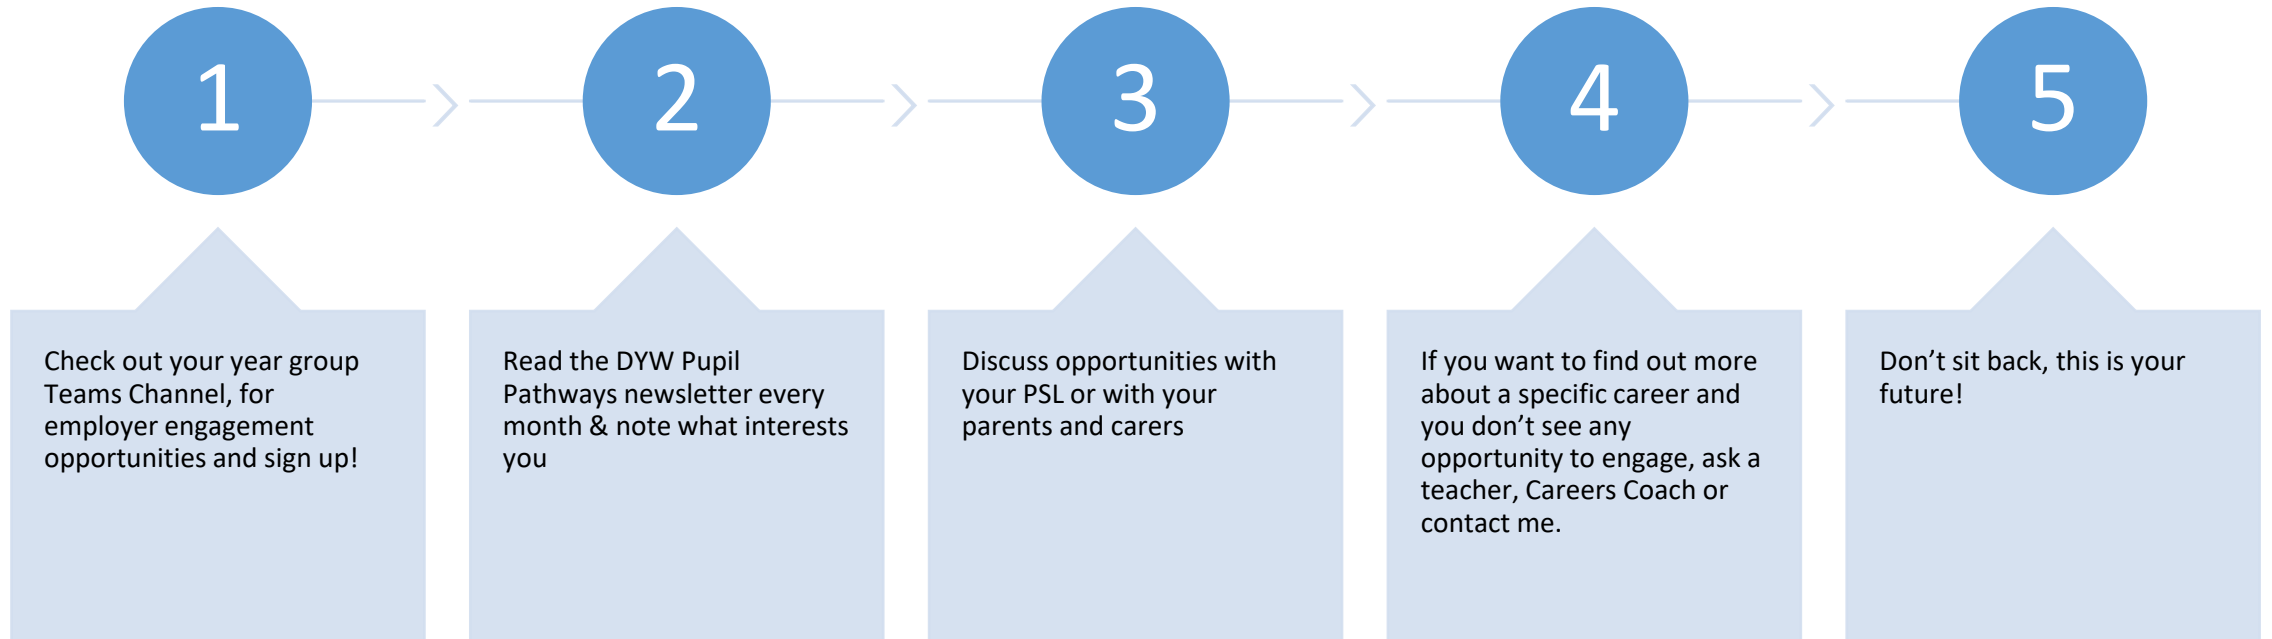 1
Check out your year group
Teams Channel, for
employer engagement
opportunities and sign up!
2
Read the DYW Pupil
Pathways newsletter every
month & note what interests
you
3
Discuss opportunities with
your PSL or with your
parents and carers
4
If you want to find out more
about a specific career and
you don’t see any
opportunity to engage, ask a
teacher, Careers Coach or
contact me.
5
Don’t sit back, this is your
future!